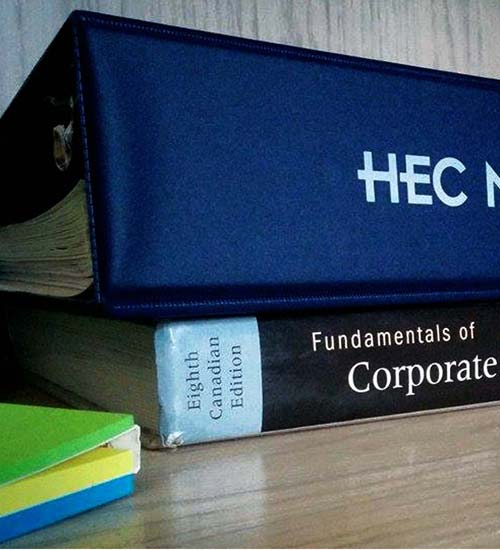 HEC
Eighth
Canadian
Edition
Fundamentals of
Corporate